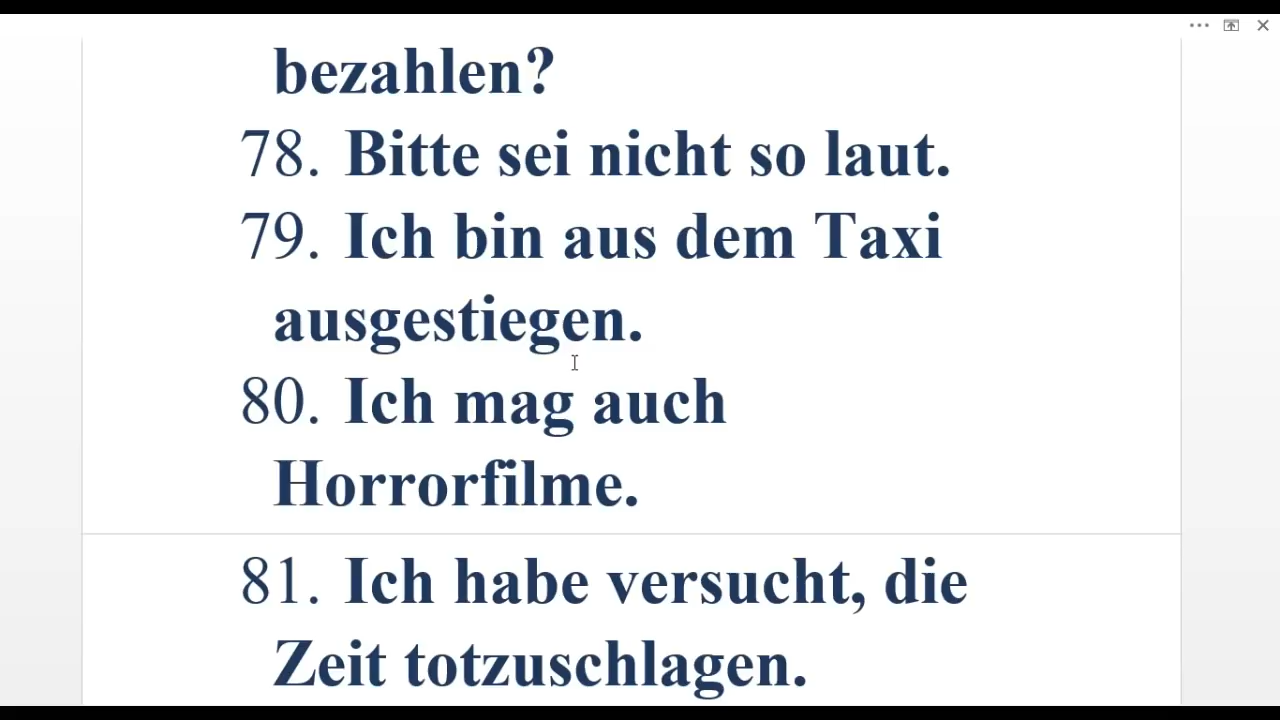 bezahlen?
78. Bitte sei nicht so laut.
79. Ich bin aus dem Taxi
ausgestiegen.
80. Ich mag auch
Horrorfilme.
81. Ich habe versucht, die
Zeit totzuschlagen.